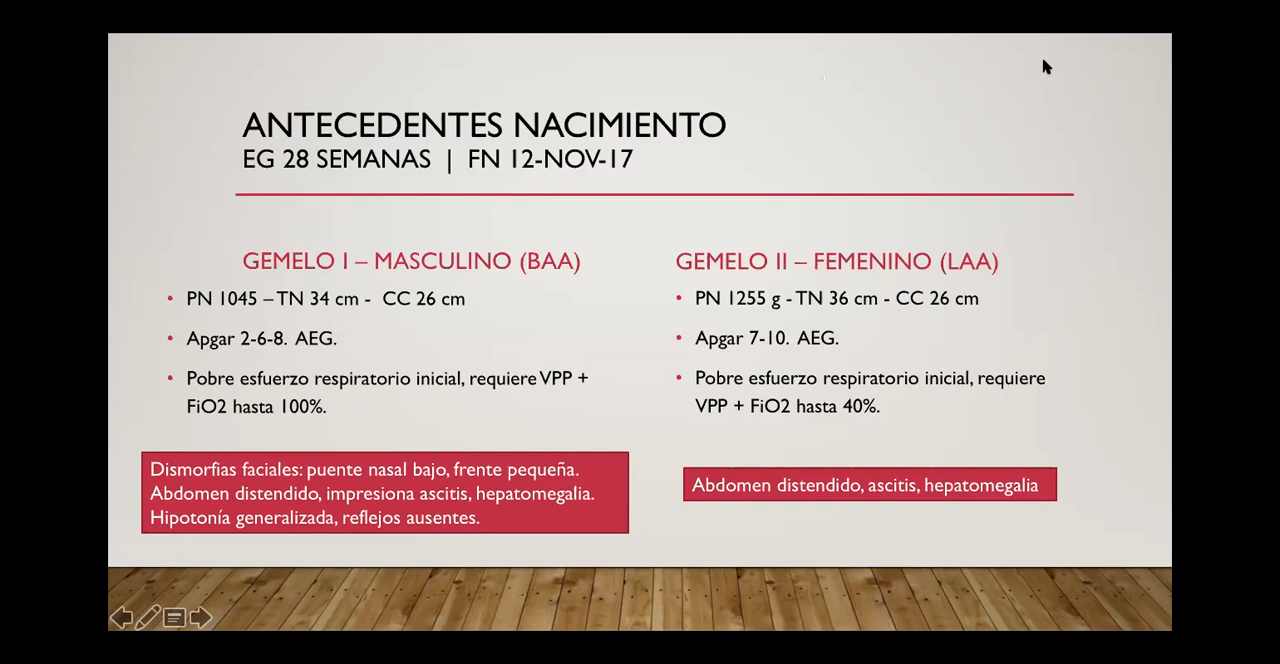 ANTECEDENTES NACIMIENTO
EG 28 SEMANAS | FN 12-NOV-17
GEMELO I – MASCULINO (BAA)
• PN 1045 – TN 34 cm - CC 26 cm
• Apgar 2-6-8. AEG.
• Pobre esfuerzo respiratorio inicial, requiere VPP +
FiO2 hasta 100%.
Dismorfias faciales: puente nasal bajo, frente pequeña.
Abdomen distendido, impresiona ascitis, hepatomegalia.
Hipotonía generalizada, reflejos ausentes.
GEMELO II – FEMENINO (LAA)
• PN 1255 g - TN 36 cm - CC 26 cm
• Apgar 7-10. AEG.
• Pobre esfuerzo respiratorio inicial, requiere
VPP + FiO2 hasta 40%.
Abdomen distendido, ascitis, hepatomegalia